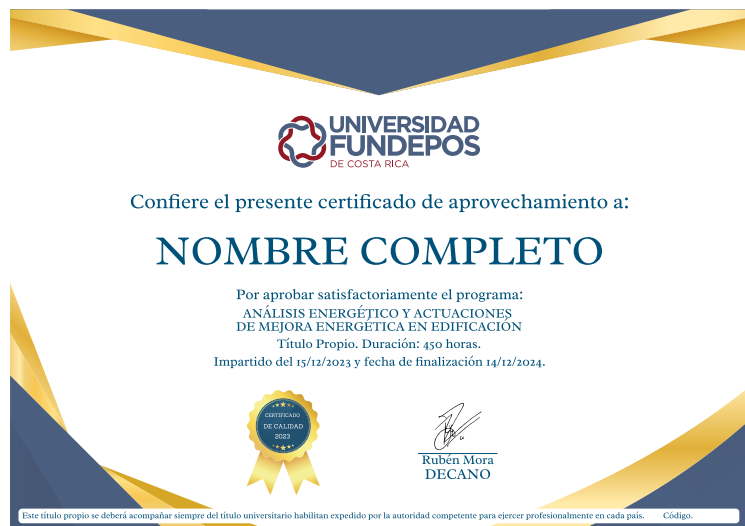 UNIVERSIDAD
FUNDEPOS
DE COSTA RICA
Confiere el presente certificado de aprovechamiento a:
NOMBRE COMPLETO
Por aprobar satisfactoriamente el programa:
ANÁLISIS ENERGÉTICO Y ACTUACIONES
DE MEJORA ENERGÉTICA EN EDIFICACIÓN
Título Propio. Duración: 450 horas.
Impartido del 15/12/2023 y fecha de finalización 14/12/2024.
CERTIFICADO
DE CALIDAD
2023
Rubén Mora
DECANO
Este título propio se deberá acompañar siempre del título universitario habilitan expedido por la autoridad competente para ejercer profesionalmente en cada país. Código.